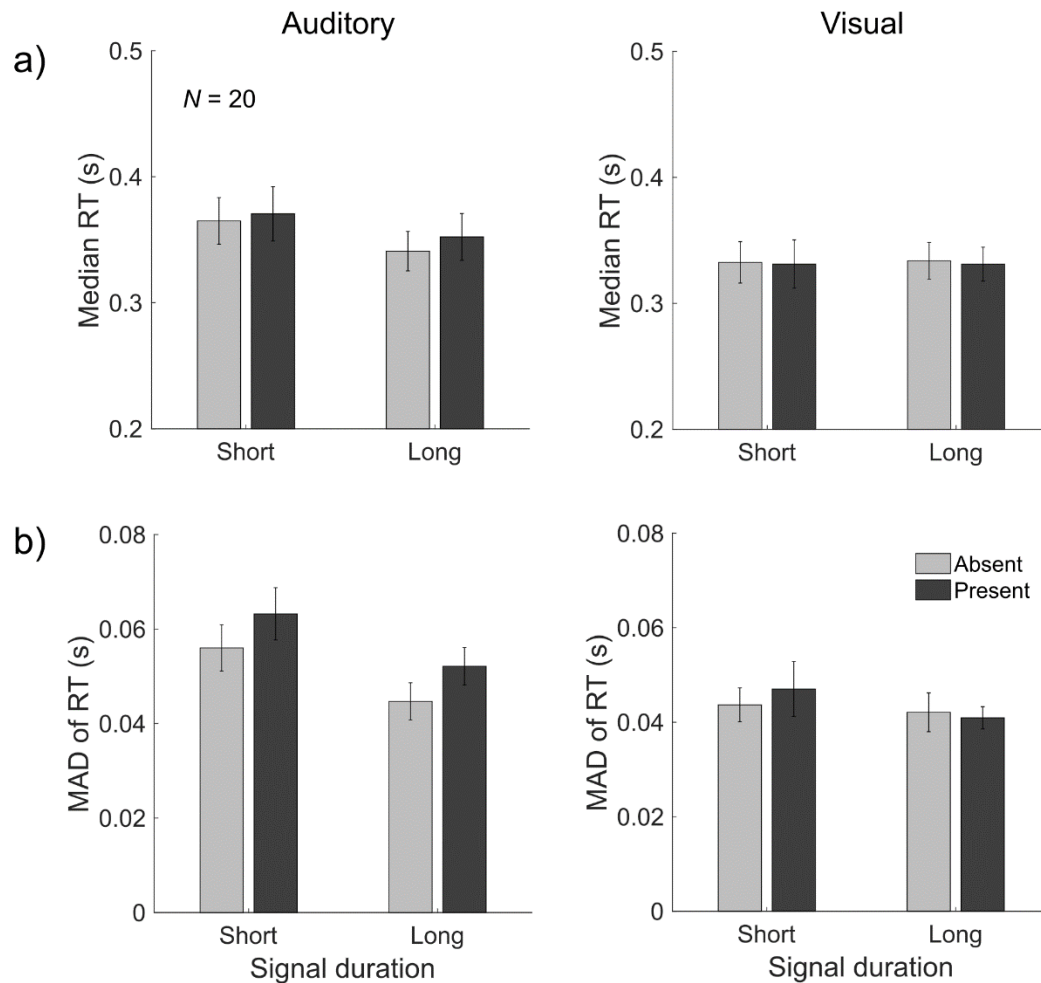 Auditory
Visual
a)
N = 20
Median RT (s)
0.5
0.4
0.3
0.2
Short
Long
Median RT (s)
0.5
0.4
0.3
0.2
Short
Long
b)
MAD of RT (s)
0.08
0.06
0.04
0.02
0
Short
Long
Signal duration
MAD of RT (s)
0.08
0.06
0.04
0.02
0
Absent
Present
Short
Long
Signal duration